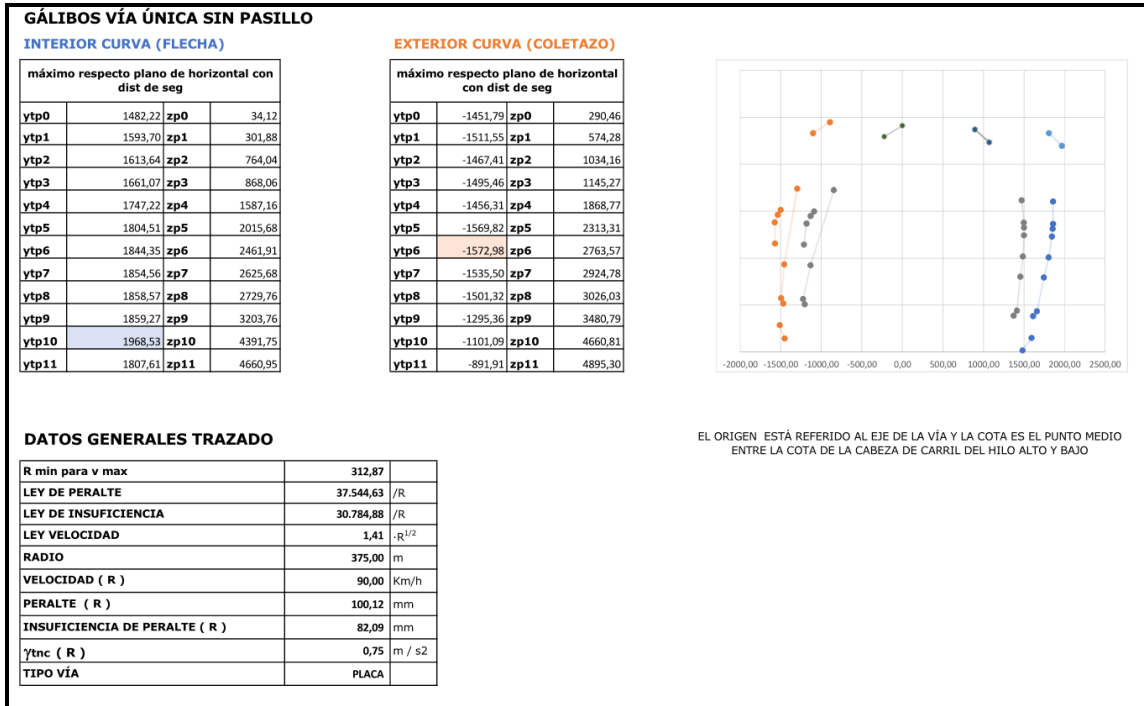 GÁLIBOS VÍA ÚNICA SIN PASILLO
INTERIOR CURVA (FLECHA)
máximo respecto plano de horizontal con
dist de seg
ytp0 1482,22 zp0 34,12
ytp1 1593,70 zp1 301,88
ytp2 1613,64 zp2 764,04
ytp3 1661,07 zp3 868,06
ytp4 1747,22 zp4 1587,16
ytp5 1804,51 zp5 2015,68
ytp6 1844,35 zp6 2461,91
ytp7 1854,56 zp7 2625,68
ytp8 1858,57 zp8 2729,76
ytp9 1859,27 zp9 3203,76
ytp10 1968,53 zp10 4391,75
ytp11 1807,61 zp11 4660,95
EXTERIOR CURVA (COLETAZO)
máximo respecto plano de horizontal
con dist de seg
ytp0 -1451,79 zp0 290,46
ytp1 -1511,55 zp1 574,28
ytp2 -1467,41 zp2 1034,16
ytp3 -1495,46 zp3 1145,27
ytp4 -1456,31 zp4 1868,77
ytp5 -1569,82 zp5 2313,31
ytp6 -1572,98 zp6 2763,57
ytp7 -1535,50 zp7 2924,78
ytp8 -1501,32 zp8 3026,03
ytp9 -1295,36 zp9 3480,79
ytp10 -1101,09 zp10 4660,81
ytp11 -891,91 zp11 4895,30
-2000,00 -1500,00 -1000,00 -500,00 0,00 500,00 1000,00 1500,00 2000,00 2500,00
EL ORIGEN ESTÁ REFERIDO AL EJE DE LA VÍA Y LA COTA ES EL PUNTO MEDIO
ENTRE LA COTA DE LA CABEZA DE CARRIL DEL HILO ALTO Y BAJO
DATOS GENERALES TRAZADO
R min para v max 312,87
LEY DE PERALTE 37.544,63 /R
LEY DE INSUFICIENCIA 30.784,88 /R
LEY VELOCIDAD 1,41 ·R^1/2
RADIO 375,00 m
VELOCIDAD ( R ) 90,00 Km/h
PERALTE ( R ) 100,12 mm
INSUFICIENCIA DE PERALTE ( R ) 82,09 mm
γtnc ( R ) 0,75 m / s2
TIPO VÍA PLACA